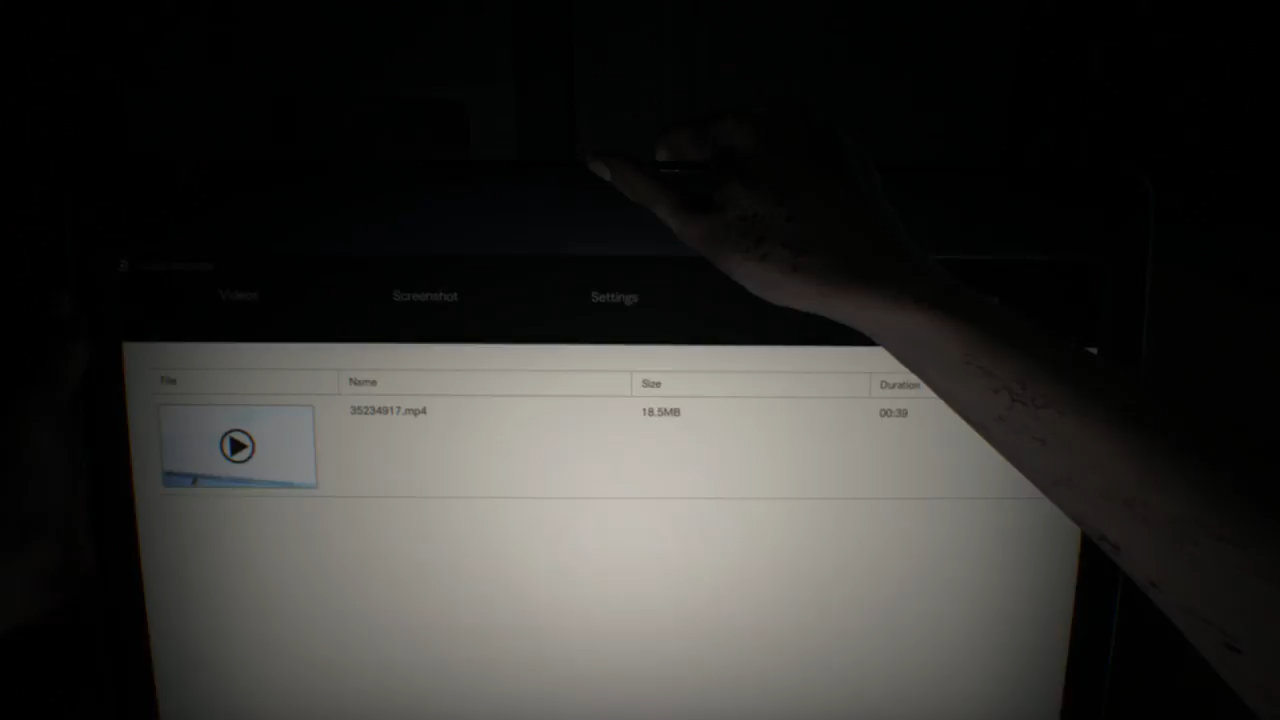 Videos Screenshot Settings
File Name Size Duration
35234917.mp4 18.5MB 00:39